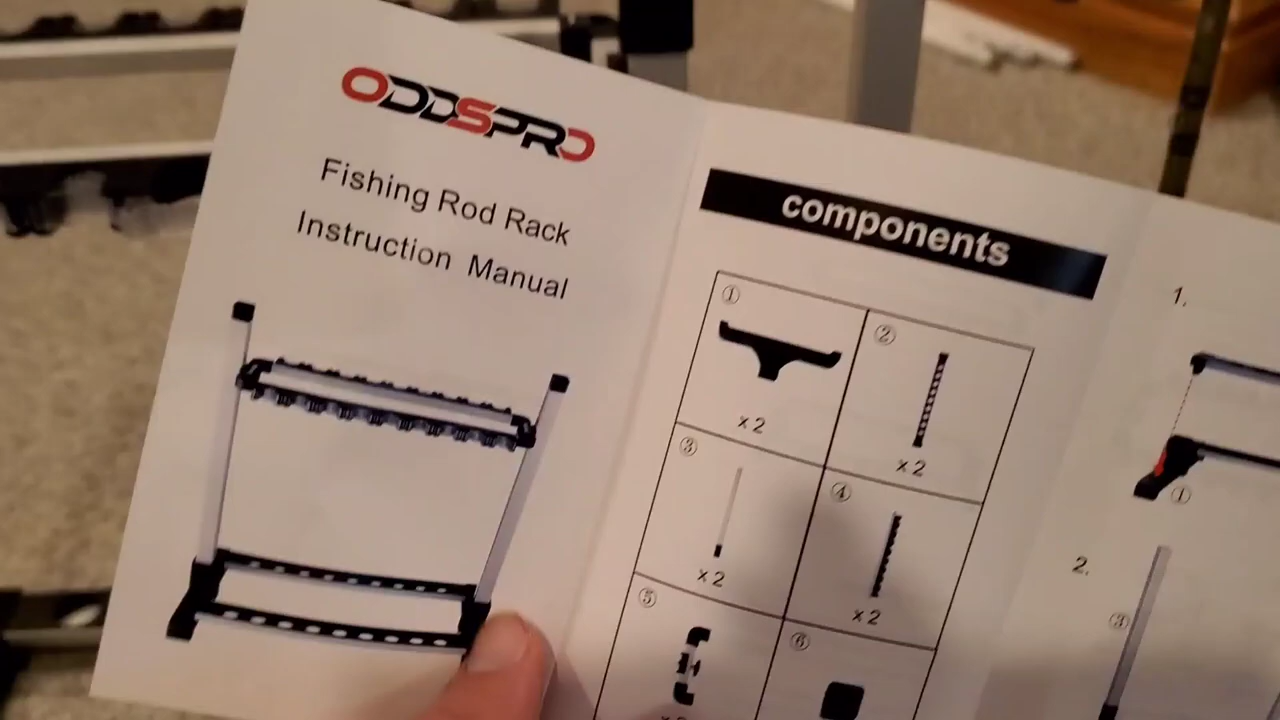 ODDSPRO
Fishing Rod Rack
Instruction Manual
components
①
②
x 2
x 2
③
④
x 2
x 2
⑤
⑥
1.
①
2.
③